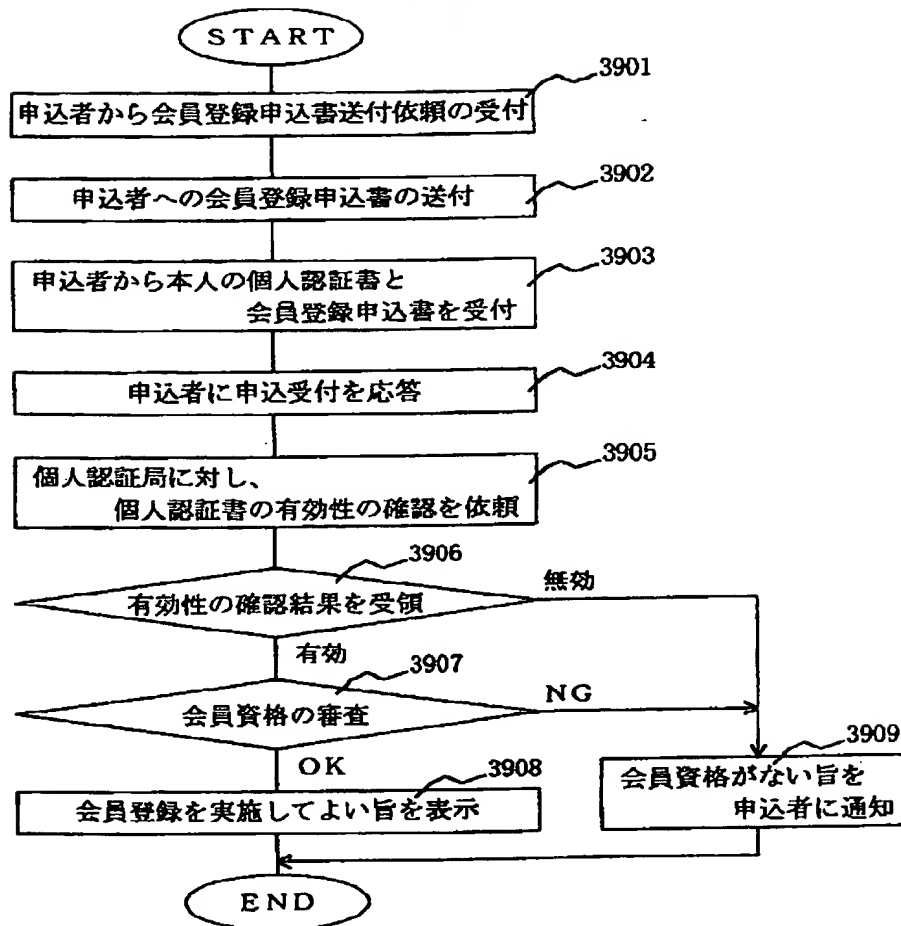 START
3901
申込者から会員登録申込書送付依頼の受付
3902
申込者への会員登録申込書の送付
3903
申込者から本人の個人認証書と
会員登録申込書を受付
3904
申込者に申込受付を応答
3905
個人認証局に対し、
個人認証書の有効性の確認を依頼
3906
有効性の確認結果を受領
無効
有効
3907
会員資格の審査
NG
OK
3908
会員登録を実施してよい旨を表示
3909
会員資格がない旨を
申込者に通知
END